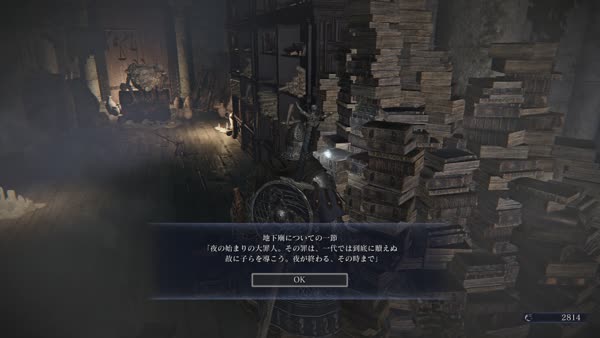 地下廟についての一節
「夜の始まりの大罪人。その罪は、一代では到底に贖えぬ
故に子らを導こう。夜が終わる、その時まで」
OK
2814